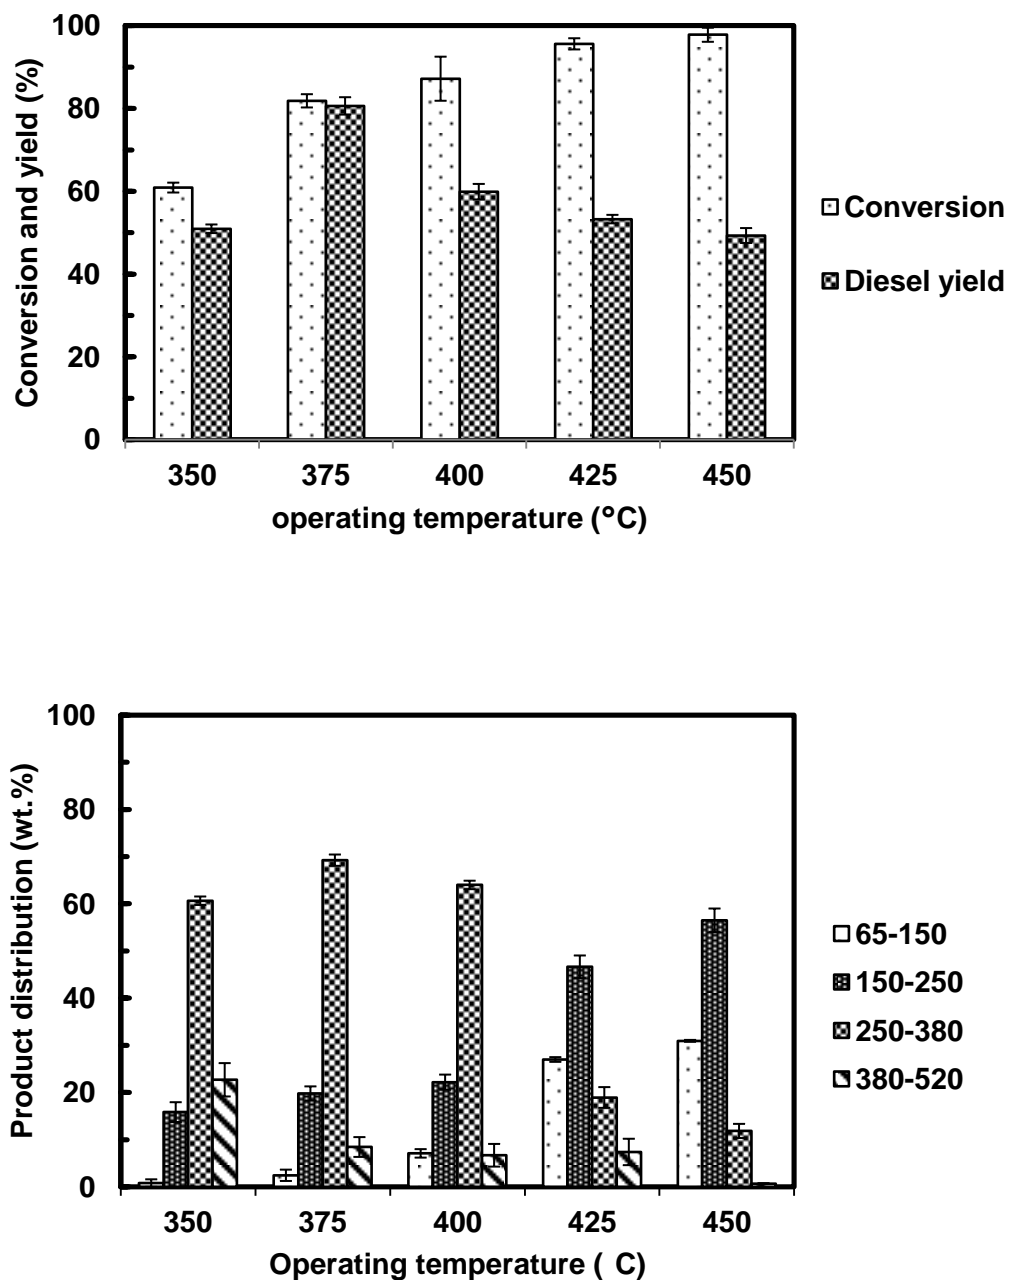 100
80
60
40
20
0
Conversion and yield (%)
350 375 400 425 450
operating temperature (°C)
Conversion
Diesel yield
100
80
60
40
20
0
Product distribution (wt.%)
350 375 400 425 450
Operating temperature ( C)
65-150
150-250
250-380
380-520